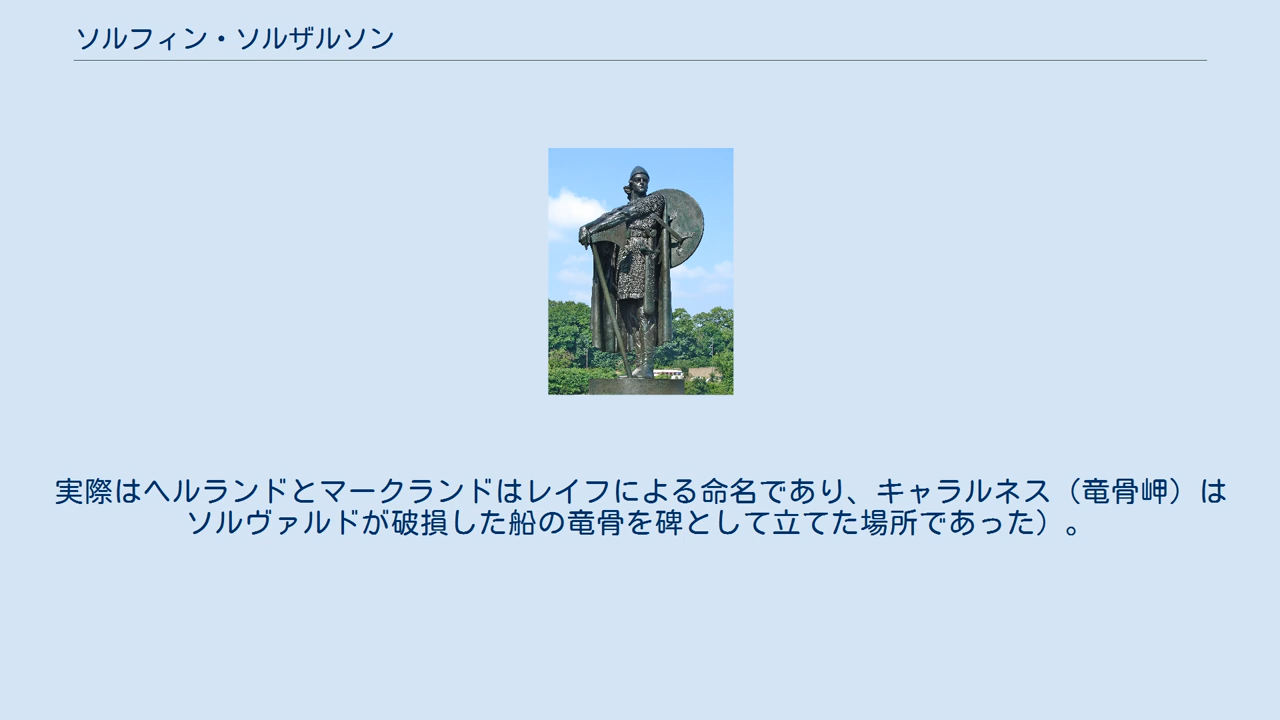 ソルフィン・ソルザルソン
実際はヘルランドとマークランドはレイフによる命名であり、キャラルネス（竜骨岬）は
ソルヴァルドが破損した船の竜骨を碑として立てた場所であった）。